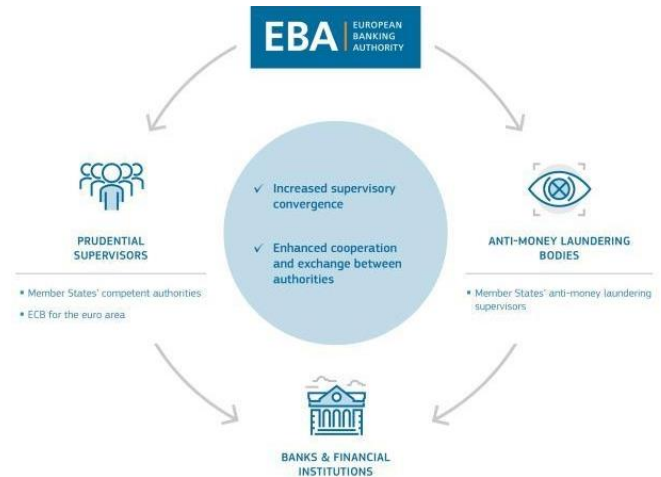 EBA
EUROPEAN
BANKING
AUTHORITY
✓ Increased supervisory
convergence
✓ Enhanced cooperation
and exchange between
authorities
PRUDENTIAL
SUPERVISORS
• Member States' competent authorities
• ECB for the euro area
ANTI-MONEY LAUNDERING
BODIES
• Member States' anti-money laundering
supervisors
BANKS & FINANCIAL
INSTITUTIONS